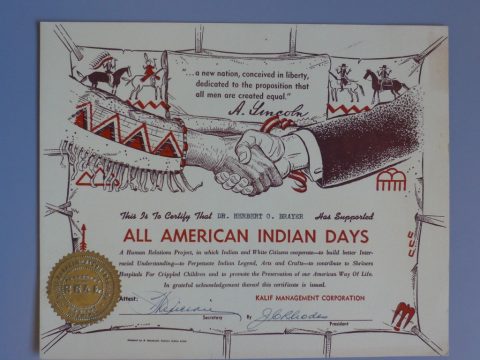 "...a new nation, conceived in liberty,
dedicated to the proposition that
all men are created equal."
A. Lincoln
This Is To Certify That DR. HERBERT O. BRAYER Has Supported
ALL AMERICAN INDIAN DAYS
A Human Relations Project, in which Indian and White Citizens cooperate—to build better Inter-
racial Understanding—to Perpetuate Indian Legend, Arts and Crafts—to contribute to Shriners
Hospitals For Crippled Children and to promote the Preservation of our American Way Of Life.
In grateful acknowledgement thereof this certificate is issued.
Attest: KALIF MANAGEMENT CORPORATION
Secretary By J C Rhodes President
SEAL